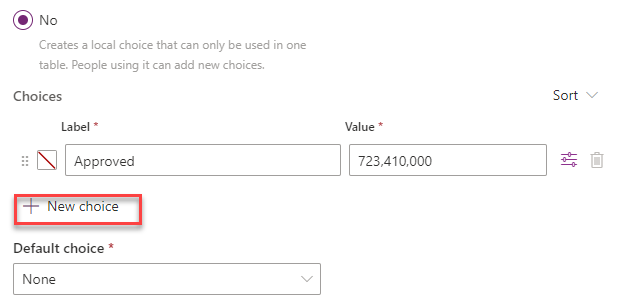 No
Creates a local choice that can only be used in one
table. People using it can add new choices.
Choices
Sort
Label *
Value *
Approved
723,410,000
New choice
Default choice *
None